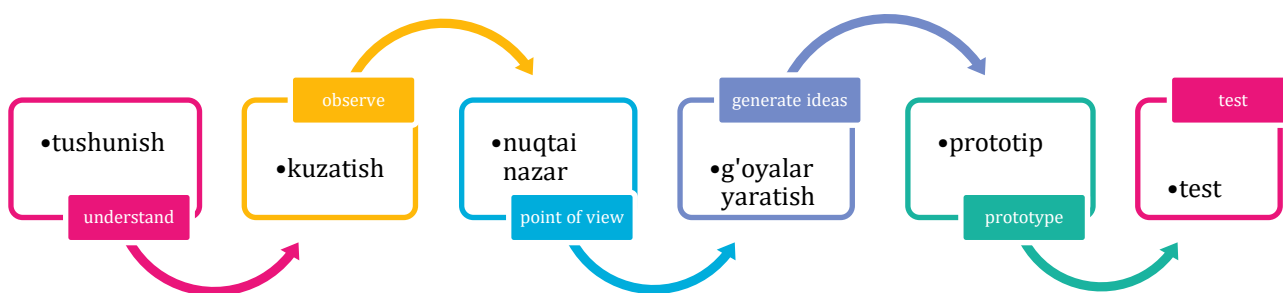 •tushunish
understand
observe
•kuzatish
•nuqtai
nazar
point of view
generate ideas
•g'oyalar
yaratish
•prototip
prototype
test
•test